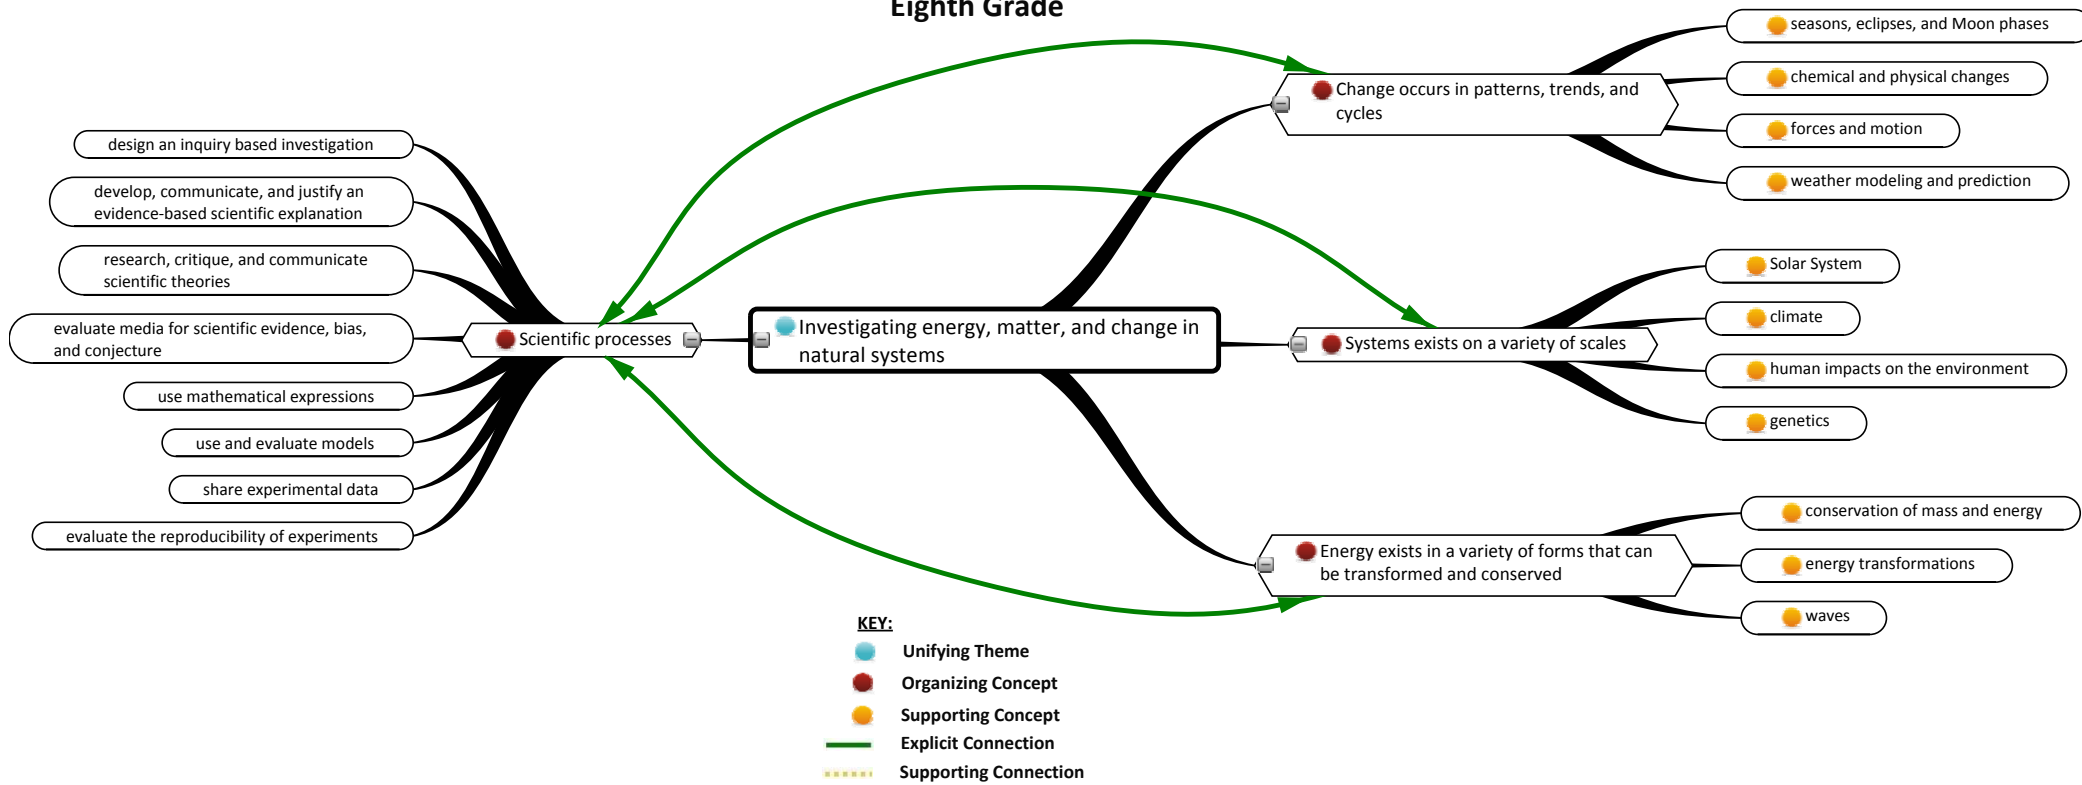 Eighth Grade
design an inquiry based investigation
develop, communicate, and justify an
evidence-based scientific explanation
research, critique, and communicate
scientific theories
evaluate media for scientific evidence, bias,
and conjecture
use mathematical expressions
use and evaluate models
share experimental data
evaluate the reproducibility of experiments
Scientific processes
Investigating energy, matter, and change in
natural systems
Change occurs in patterns, trends, and
cycles
seasons, eclipses, and Moon phases
chemical and physical changes
forces and motion
weather modeling and prediction
Systems exists on a variety of scales
Solar System
climate
human impacts on the environment
genetics
Energy exists in a variety of forms that can
be transformed and conserved
conservation of mass and energy
energy transformations
waves
KEY:
Unifying Theme
Organizing Concept
Supporting Concept
Explicit Connection
Supporting Connection